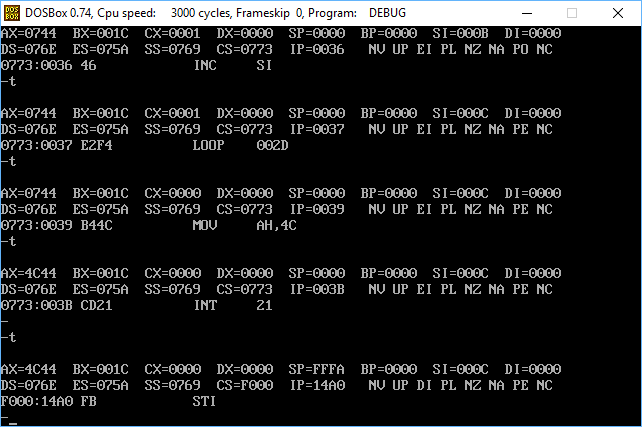 DOSBox 0.74, Cpu speed:    3000 cycles, Frameskip  0, Program:    DEBUG
AX=0744  BX=001C  CX=0001  DX=0000  SP=0000  BP=0000  SI=000B  DI=0000
DS=076E  ES=075A  SS=0769  CS=0773  IP=0036   NV UP EI PL NZ NA PO NC
0773:0036 46            INC     SI
-t
AX=0744  BX=001C  CX=0001  DX=0000  SP=0000  BP=0000  SI=000C  DI=0000
DS=076E  ES=075A  SS=0769  CS=0773  IP=0037   NV UP EI PL NZ NA PE NC
0773:0037 E2F4          LOOP    002D
-t
AX=0744  BX=001C  CX=0000  DX=0000  SP=0000  BP=0000  SI=000C  DI=0000
DS=076E  ES=075A  SS=0769  CS=0773  IP=0039   NV UP EI PL NZ NA PE NC
0773:0039 B44C          MOV     AH,4C
-t
AX=4C44  BX=001C  CX=0000  DX=0000  SP=0000  BP=0000  SI=000C  DI=0000
DS=076E  ES=075A  SS=0769  CS=0773  IP=003B   NV UP EI PL NZ NA PE NC
0773:003B CD21          INT     21
-
-t
AX=4C44  BX=001C  CX=0000  DX=0000  SP=FFFA  BP=0000  SI=000C  DI=0000
DS=076E  ES=075A  SS=0769  CS=F000  IP=14A0   NV UP DI PL NZ NA PE NC
F000:14A0 FB            STI
-_